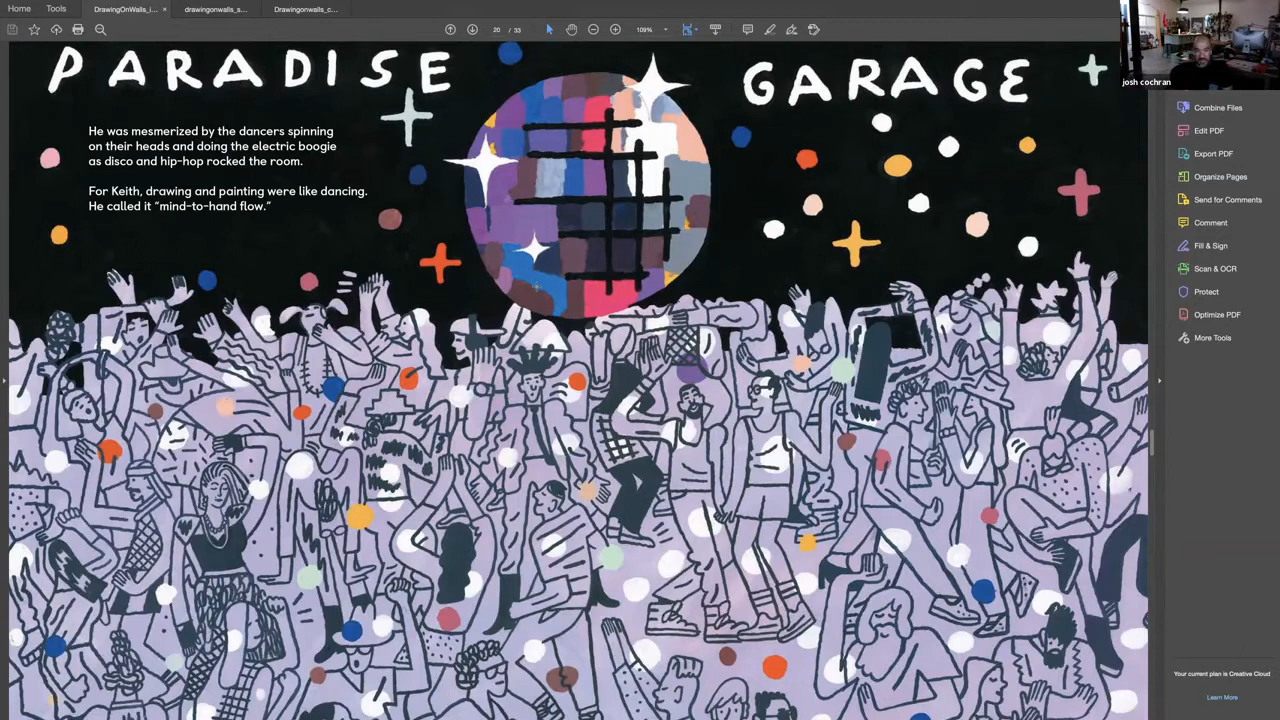 Home
Tools
DrawingOnWalls_i...
drawingonwalls_s...
Drawingonwalls_c...
20 / 33
109%
josh cochran
PARADISE GARAGE
He was mesmerized by the dancers spinning
on their heads and doing the electric boogie
as disco and hip-hop rocked the room.
For Keith, drawing and painting were like dancing.
He called it “mind-to-hand flow.”
Combine Files
Edit PDF
Export PDF
Organize Pages
Send for Comments
Comment
Fill & Sign
Scan & OCR
Protect
Optimize PDF
More Tools
Your current plan is Creative Cloud
Learn More